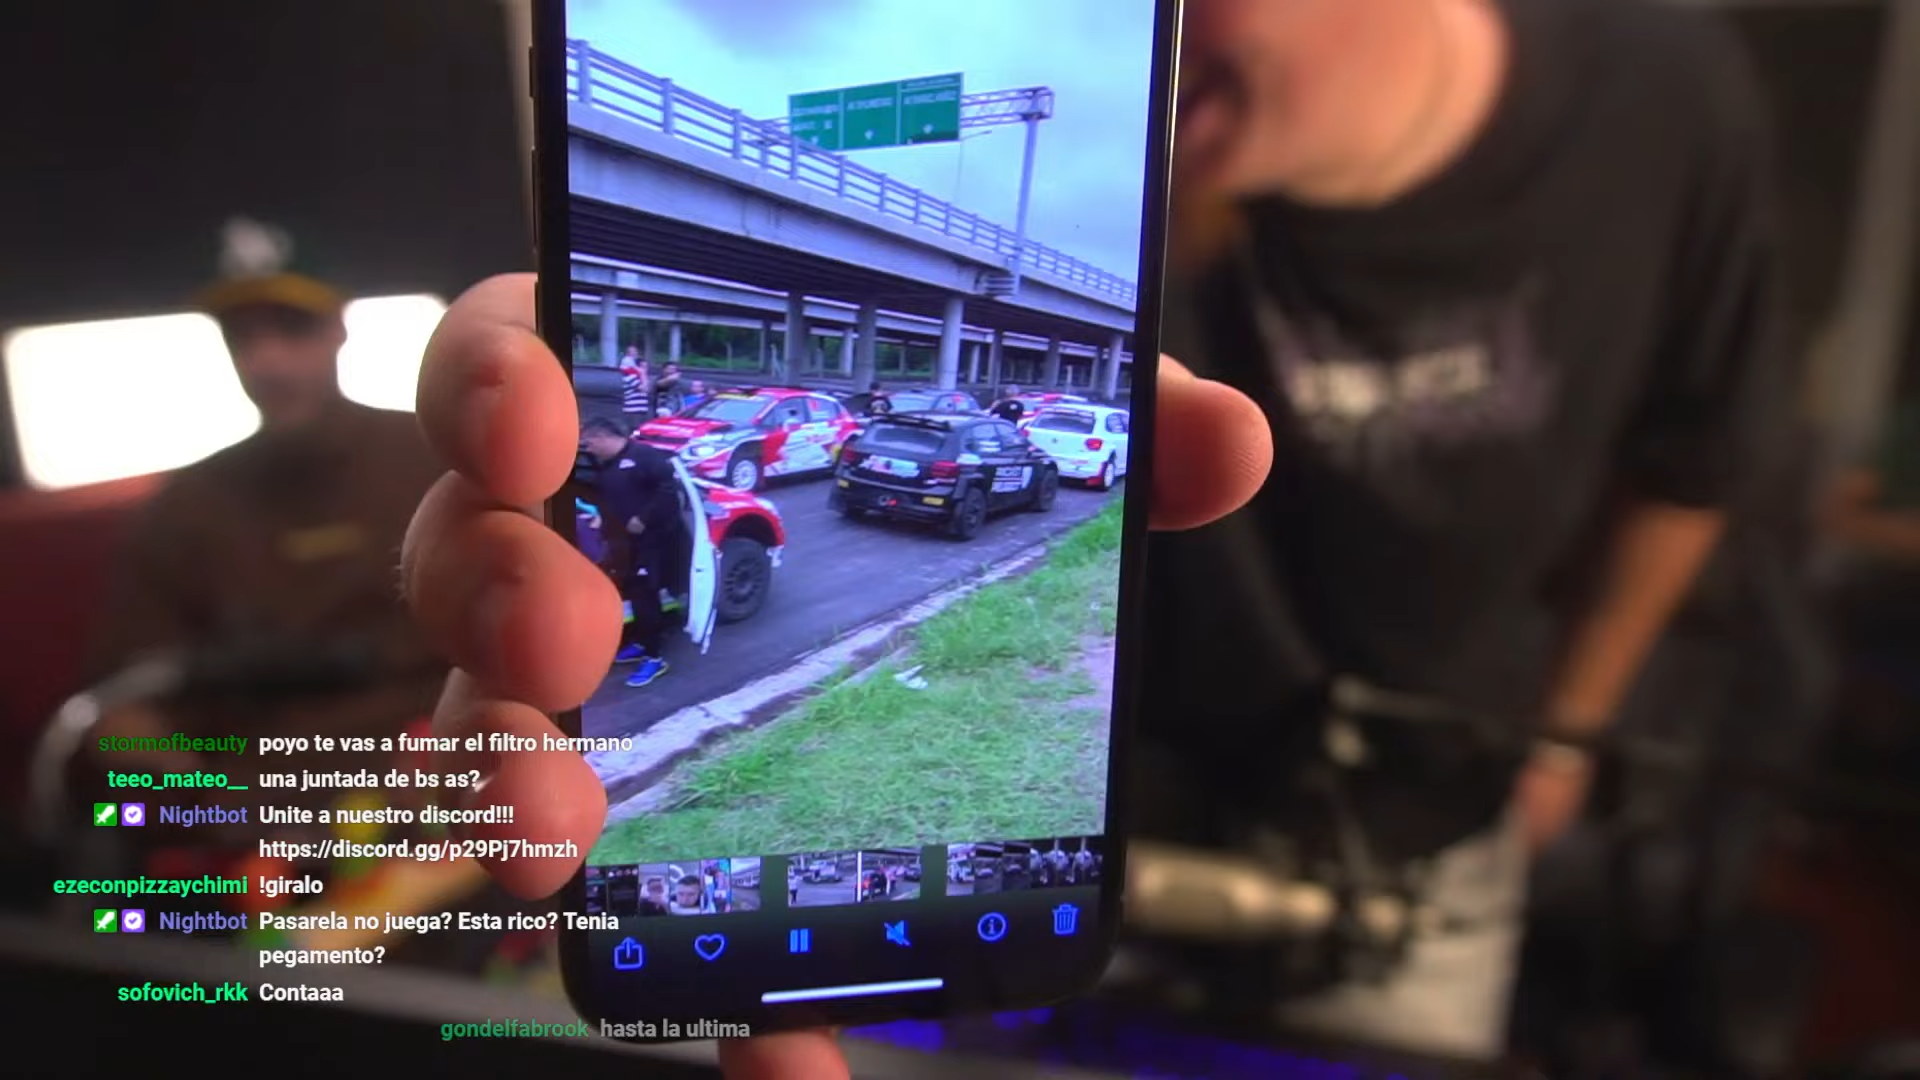 stormofbeauty poyo te vas a fumar el filtro hermano
teeo_mateo__ una juntada de bs as?
Nightbot Unite a nuestro discord!!!
https://discord.gg/p29Pj7hmzh
ezeconpizzaychimi !giralo
Nightbot Pasarela no juega? Esta rico? Tenia
pegamento?
sofovich_rkk Contaaa
gondelfabrook hasta la ultima